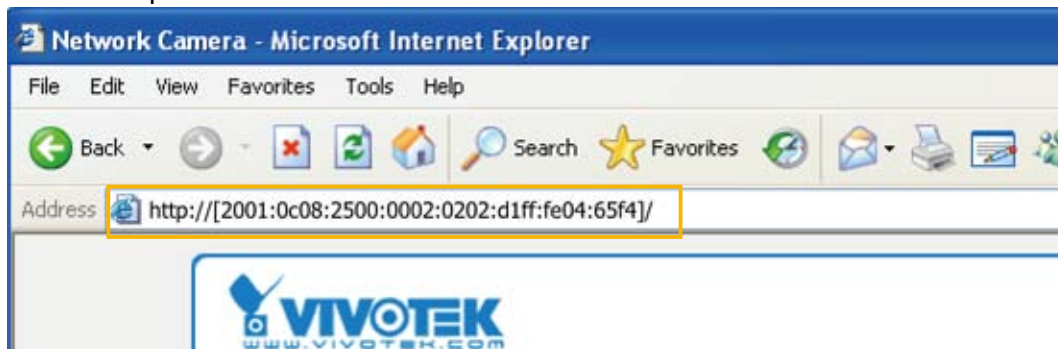 Network Camera - Microsoft Internet Explorer
File Edit View Favorites Tools Help
Back Search Favorites
Address http://[2001:0c08:2500:0002:0202:d1ff:fe04:65f4]/
VIVOTEK
WWW.VIVOTEK.COM